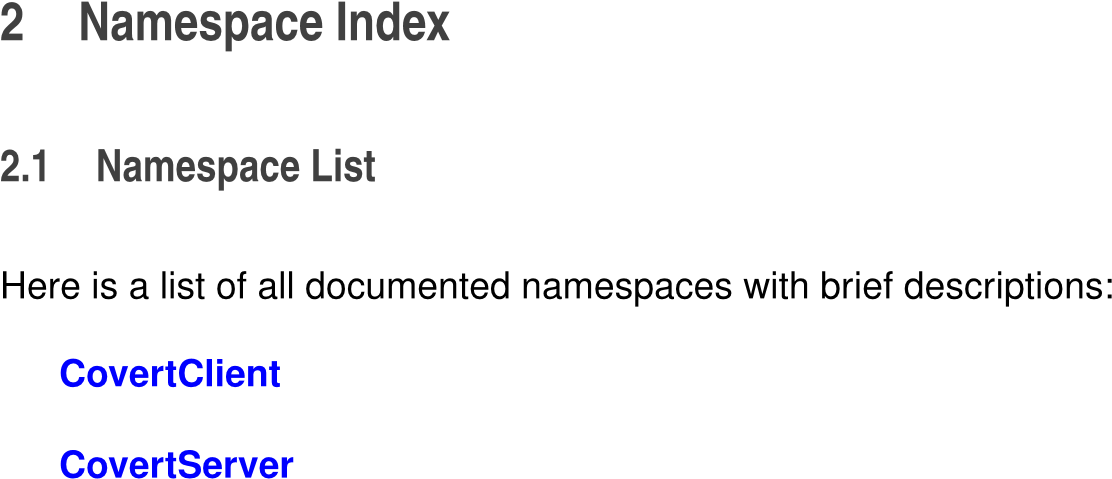 2 Namespace Index
2.1 Namespace List
Here is a list of all documented namespaces with brief descriptions:
CovertClient
CovertServer